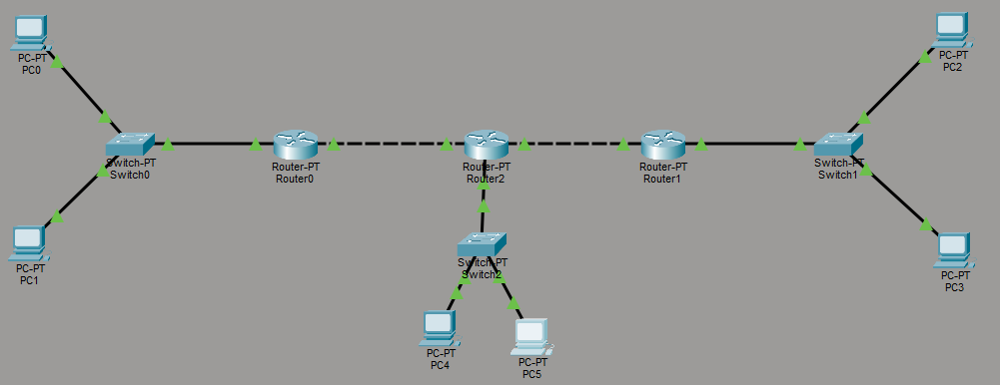 PC-PT
PC0
PC-PT
PC2
Switch-PT
Switch0
Router-PT
Router0
Router-PT
Router2
Router-PT
Router1
Switch-PT
Switch1
PC-PT
PC1
Switch-PT
Switch2
PC-PT
PC3
PC-PT
PC4
PC-PT
PC5